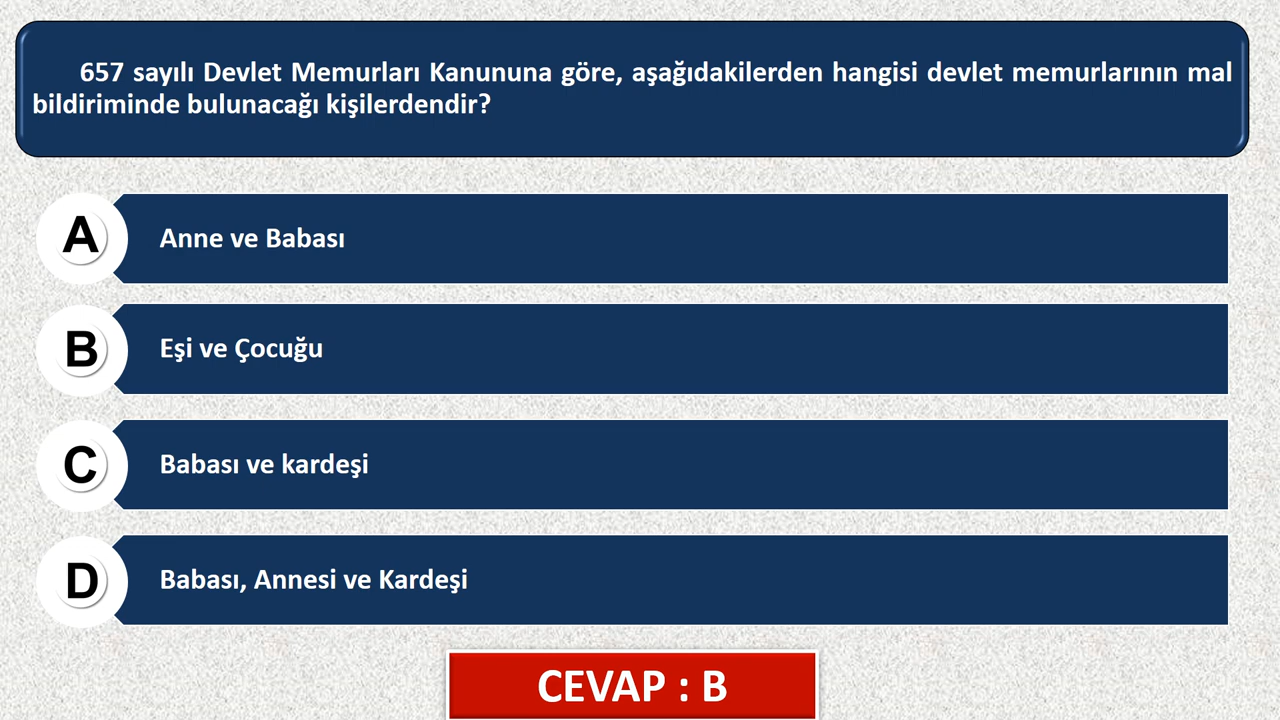 657 sayılı Devlet Memurları Kanununa göre, aşağıdakilerden hangisi devlet memurlarının mal
bildiriminde bulunacağı kişilerdendir?
A
Anne ve Babası
B
Eşi ve Çocuğu
C
Babası ve kardeşi
D
Babası, Annesi ve Kardeşi
CEVAP : B